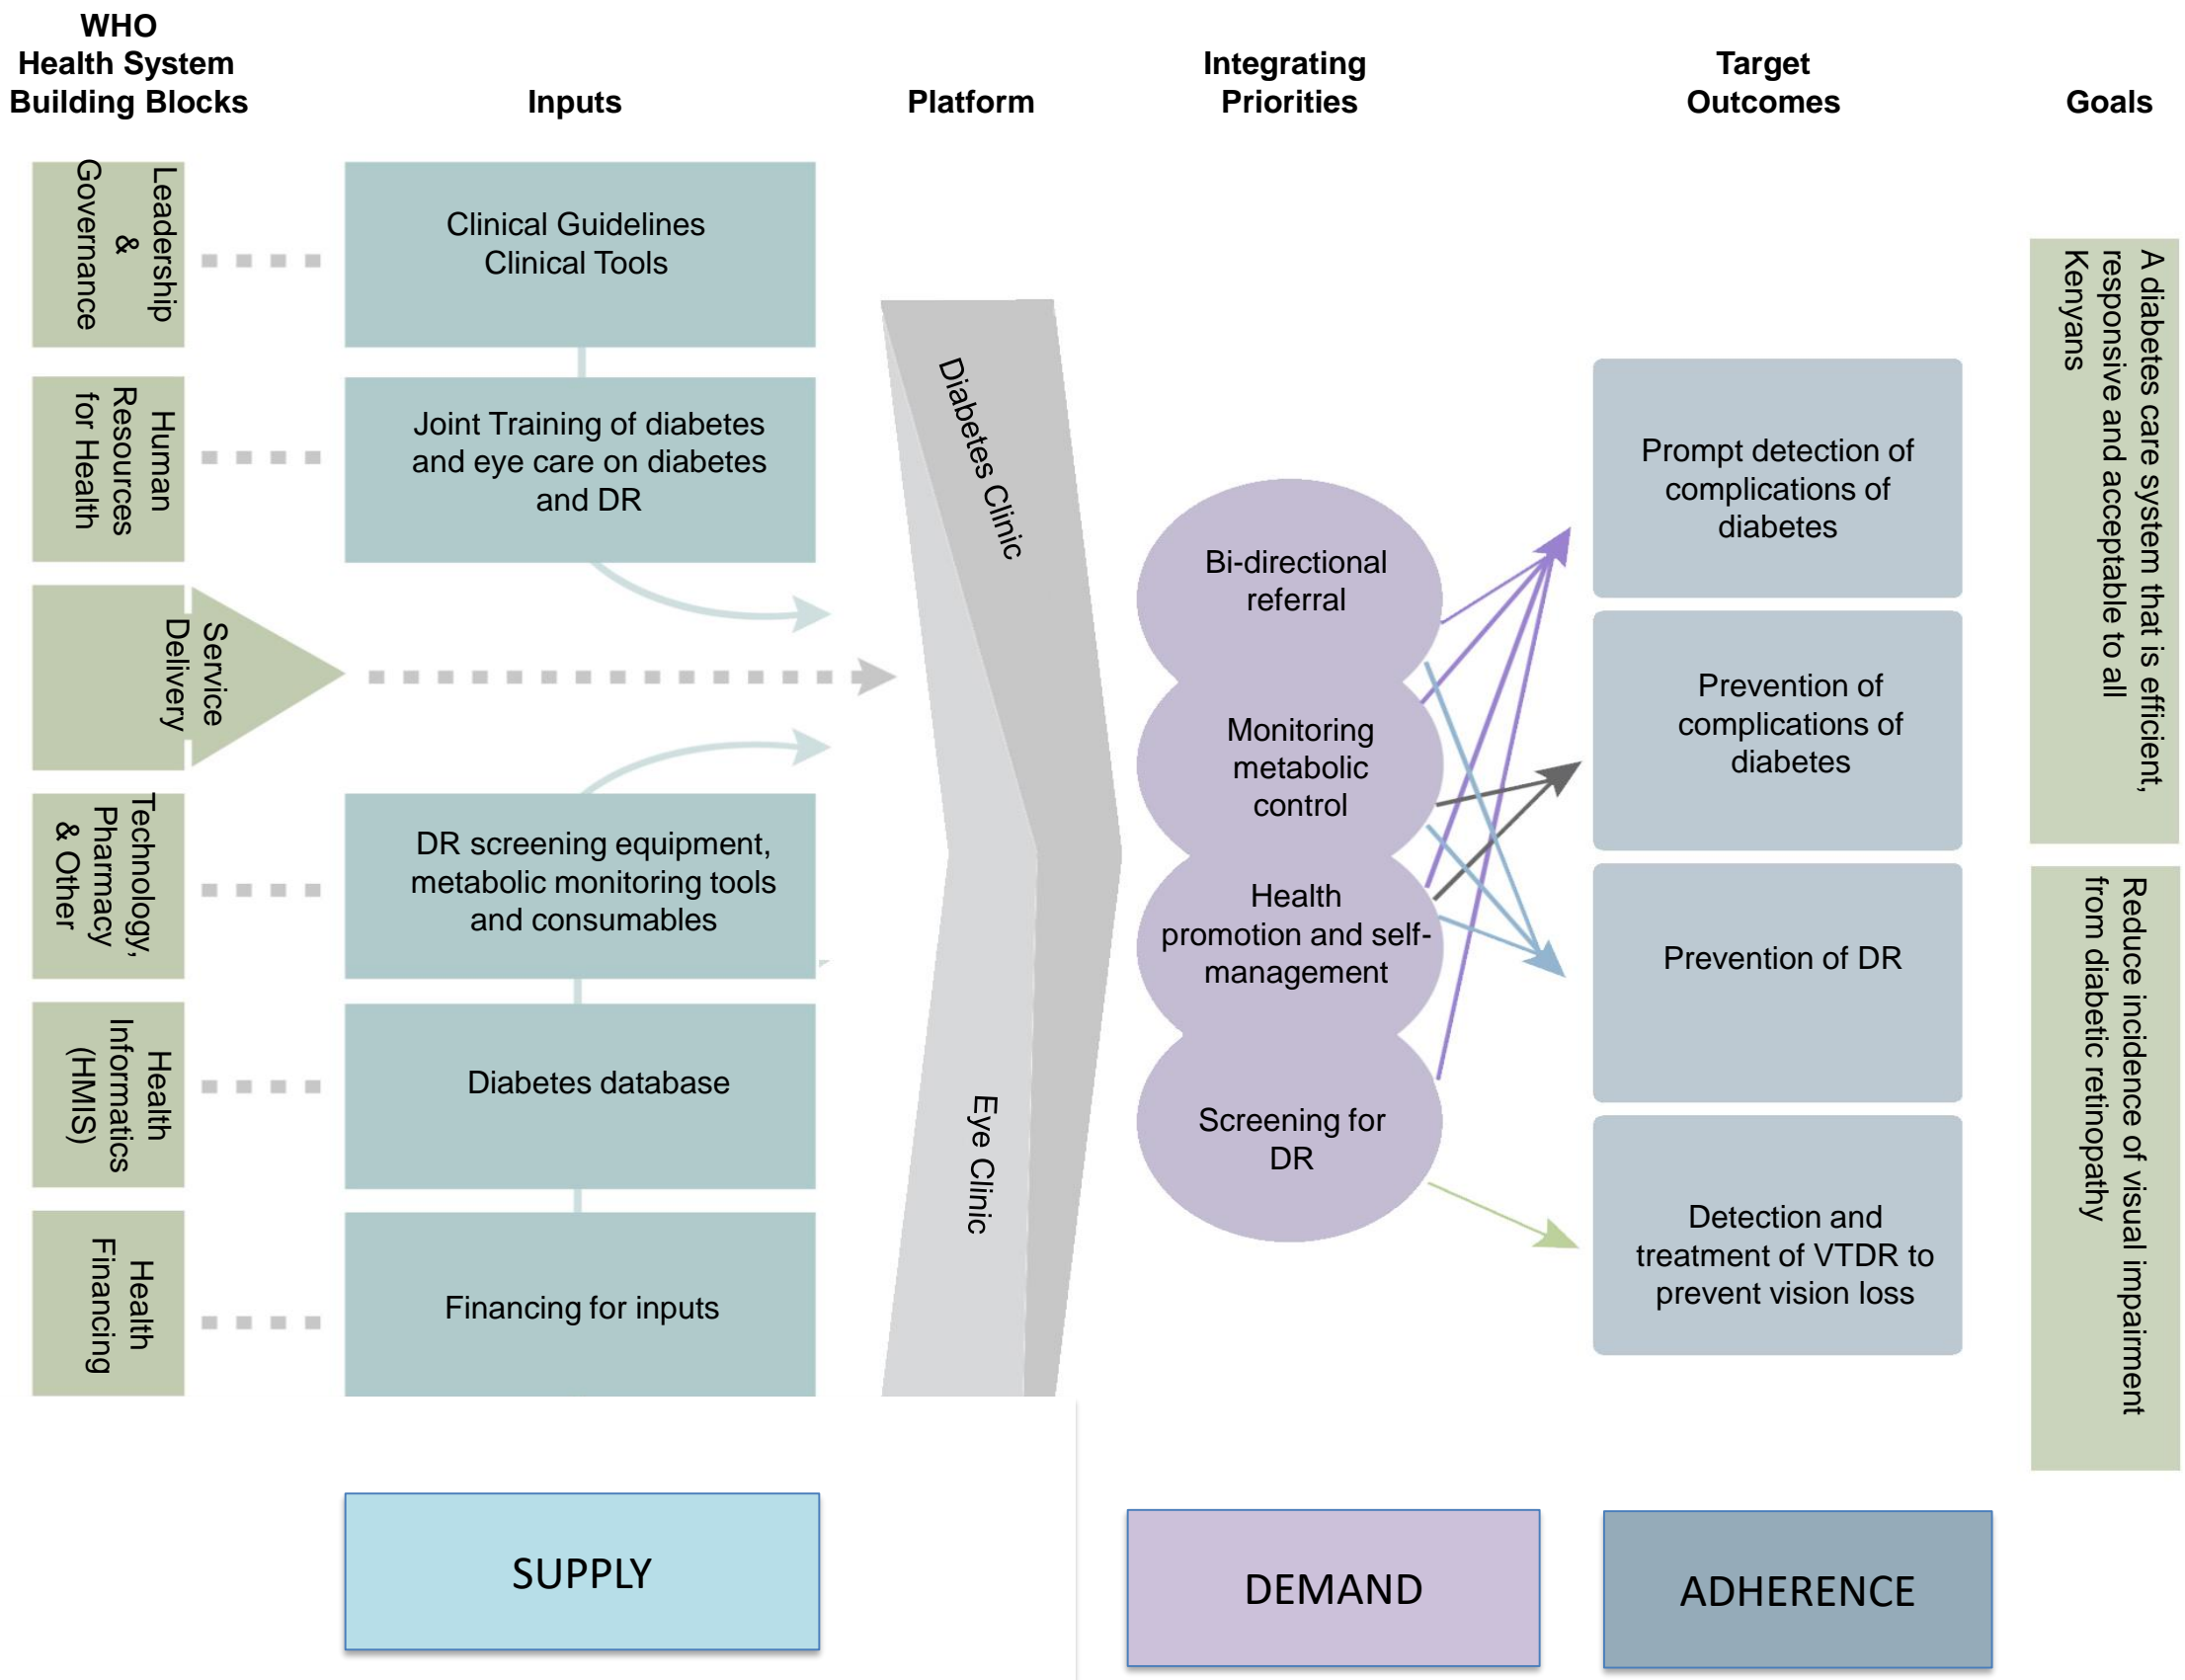 WHO
Health System
Building Blocks
Inputs
Platform
Integrating
Priorities
Target
Outcomes
Goals
Leadership
&
Governance
Human
Resources
for Health
Service
Delivery
Technology,
Pharmacy
& Other
Health
Informatics
(HMIS)
Health
Financing
Clinical Guidelines
Clinical Tools
Joint Training of diabetes
and eye care on diabetes
and DR
DR screening equipment,
metabolic monitoring tools
and consumables
Diabetes database
Financing for inputs
Diabetes Clinic
Eye Clinic
Bi-directional
referral
Monitoring
metabolic
control
Health
promotion and self-
management
Screening for
DR
Prompt detection of
complications of
diabetes
Prevention of
complications of
diabetes
Prevention of DR
Detection and
treatment of VTDR to
prevent vision loss
A diabetes care system that is efficient,
responsive and acceptable to all
Kenyans
Reduce incidence of visual impairment
from diabetic retinopathy
SUPPLY
DEMAND
ADHERENCE